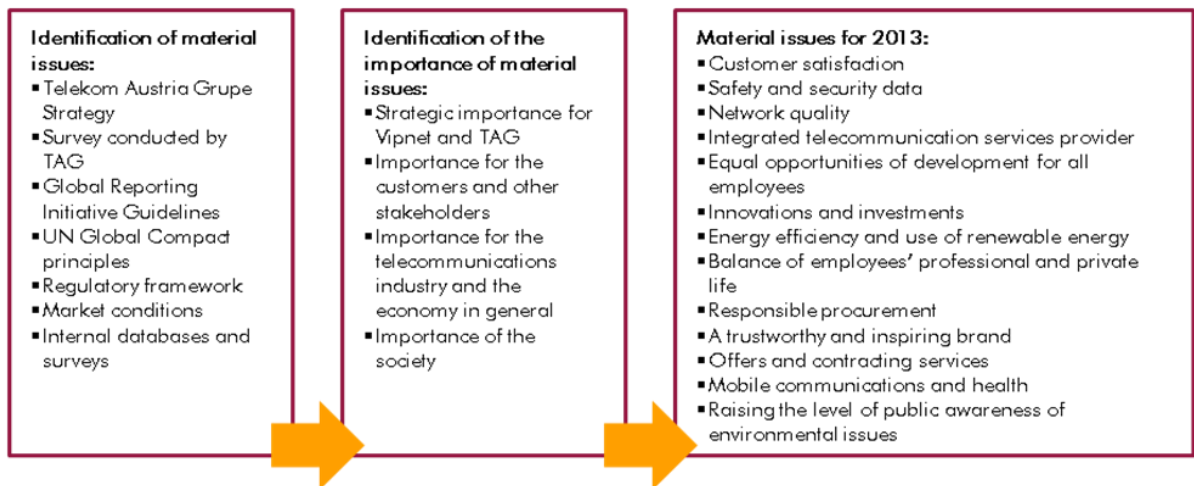 Identification of material
issues:
▪Telekom Austria Grupe
Strategy
▪Survey conducted by
TAG
▪Global Reporting
Initiative Guidelines
▪UN Global Compact
principles
▪Regulatory framework
▪Market conditions
▪Internal databases and
surveys
Identification of the
importance of material
issues:
▪Strategic importance for
Vipnet and TAG
▪Importance for the
customers and other
stakeholders
▪Importance for the
telecommunications
industry and the
economy in general
▪Importance of the
society
Material issues for 2013:
▪Customer satisfaction
▪Safety and security data
▪Network quality
▪Integrated telecommunication services provider
▪Equal opportunities of development for all
employees
▪Innovations and investments
▪Energy efficiency and use of renewable energy
▪Balance of employees' professional and private
life
▪Responsible procurement
▪A trustworthy and inspiring brand
▪Offers and contracting services
▪Mobile communications and health
▪Raising the level of public awareness of
environmental issues